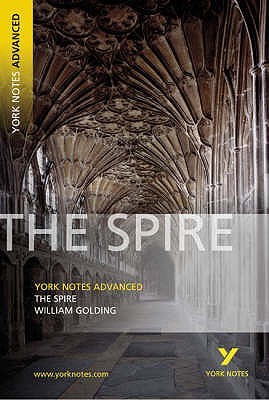 YORK NOTES ADVANCED
THE SPIRE
YORK NOTES ADVANCED
THE SPIRE
WILLIAM GOLDING
www.yorknotes.com
YORK NOTES